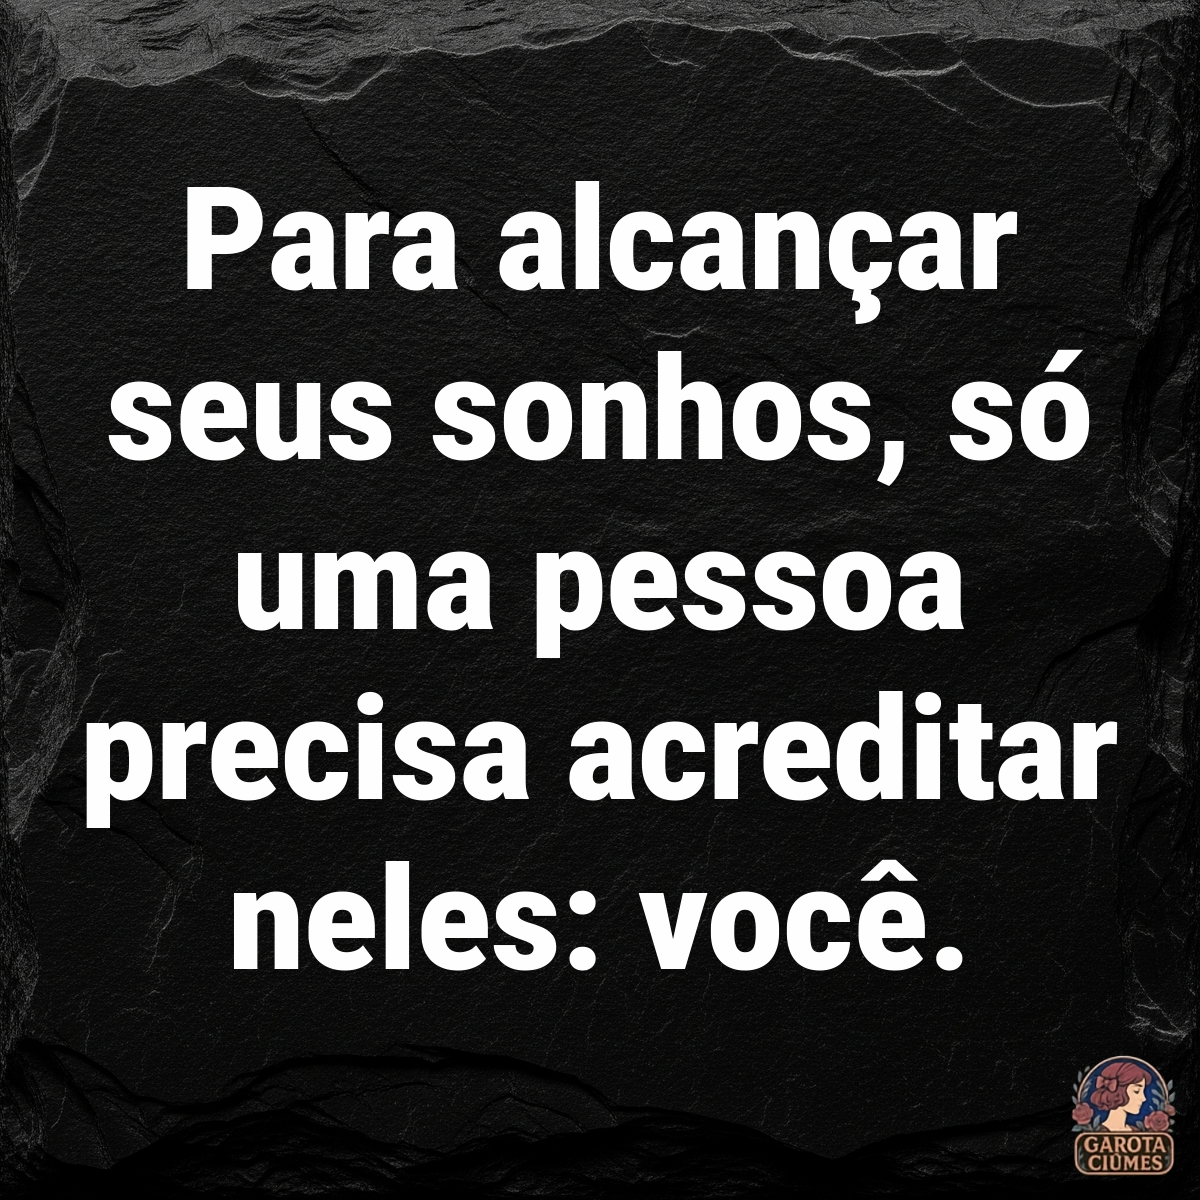 Para alcançar
seus sonhos, só
uma pessoa
precisa acreditar
neles: você.
GAROTA
CIÚMES